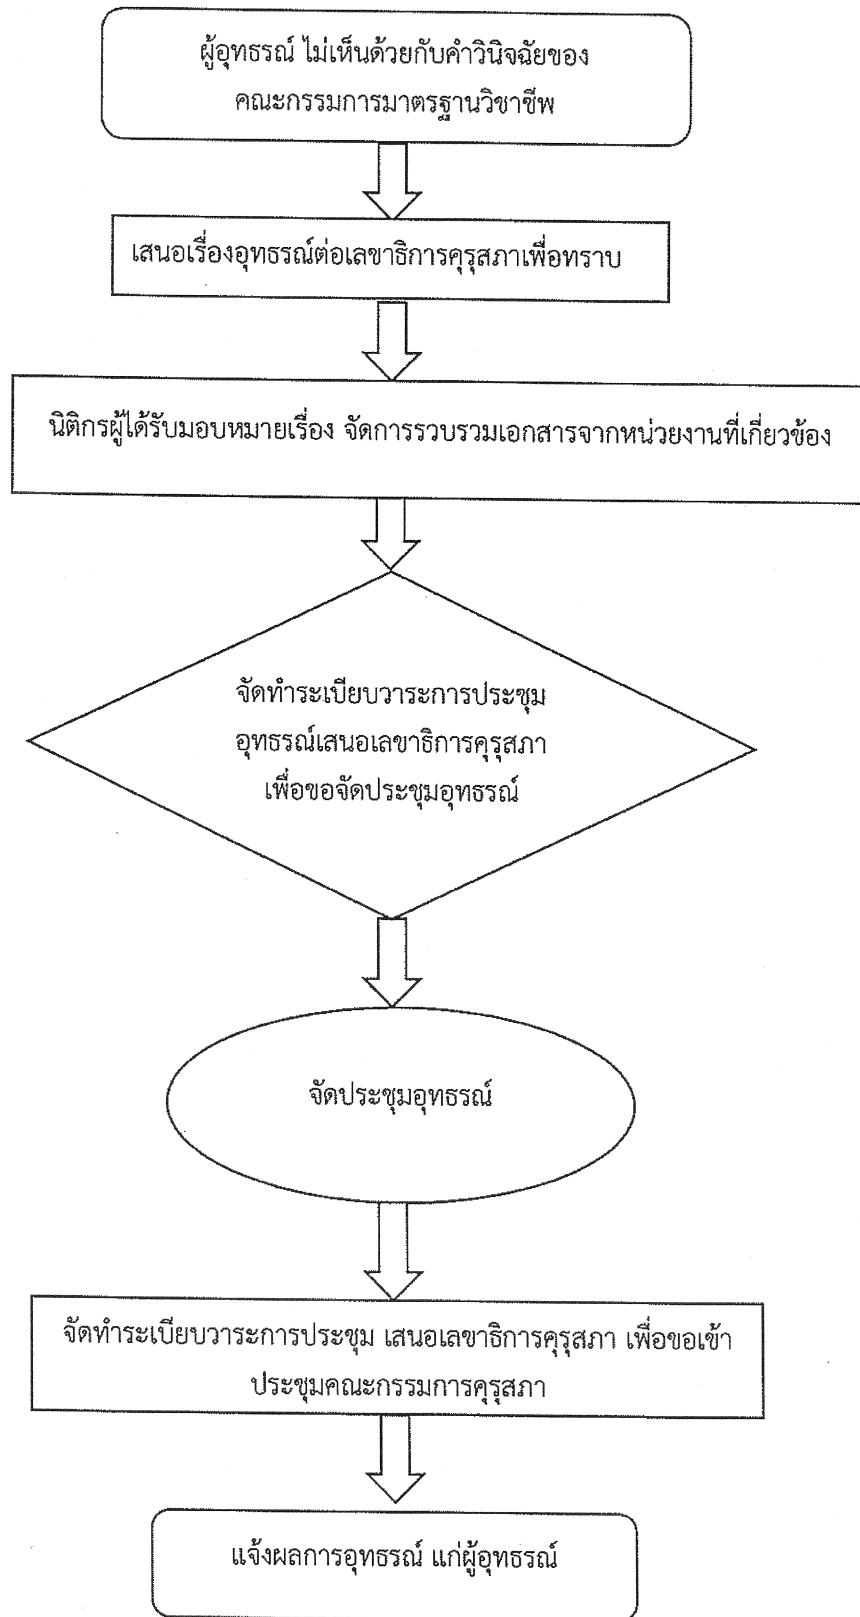 ผู้อุทธรณ์ ไม่เห็นด้วยกับคำวินิจฉัยของ
คณะกรรมการมาตรฐานวิชาชีพ
เสนอเรื่องอุทธรณ์ต่อเลขาธิการคุรุสภาเพื่อทราบ
นิติกรผู้ได้รับมอบหมายเรื่อง จัดการรวบรวมเอกสารจากหน่วยงานที่เกี่ยวข้อง
จัดทำระเบียบวาระการประชุม
อุทธรณ์เสนอเลขาธิการคุรุสภา
เพื่อขอจัดประชุมอุทธรณ์
จัดประชุมอุทธรณ์
จัดทำระเบียบวาระการประชุม เสนอเลขาธิการคุรุสภา เพื่อขอเข้า
ประชุมคณะกรรมการคุรุสภา
แจ้งผลการอุทธรณ์ แก่ผู้อุทธรณ์